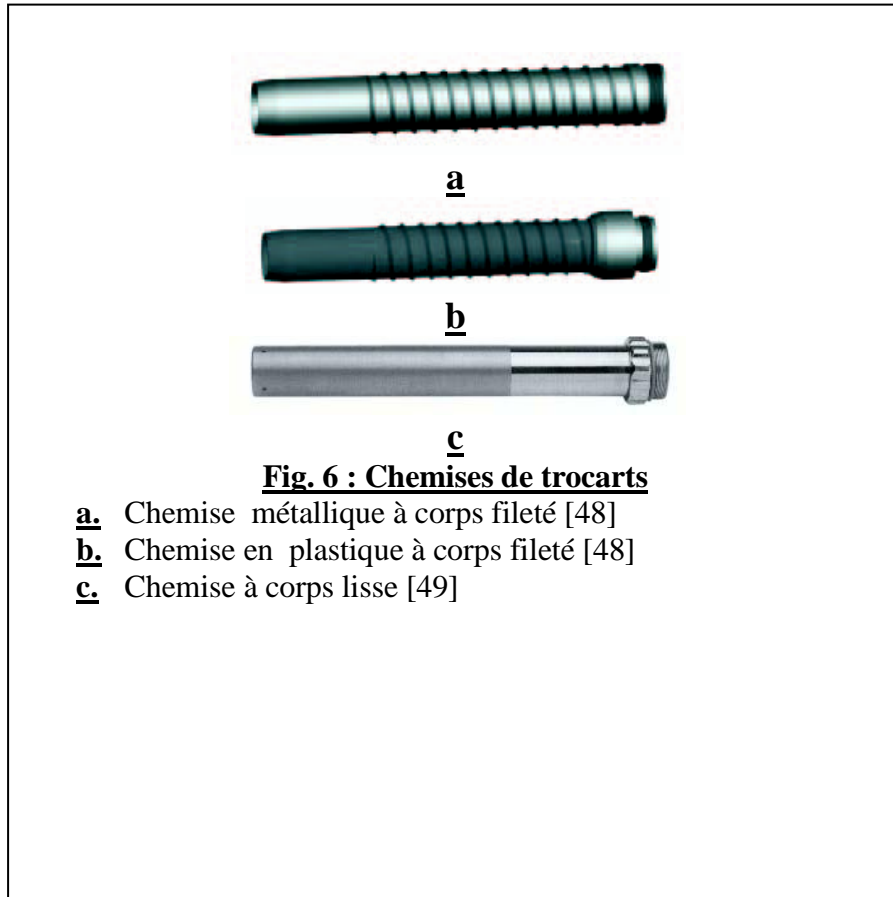 a
b
c
Fig. 6 : Chemises de trocarts
a. Chemise métallique à corps fileté [48]
b. Chemise en plastique à corps fileté [48]
c. Chemise à corps lisse [49]